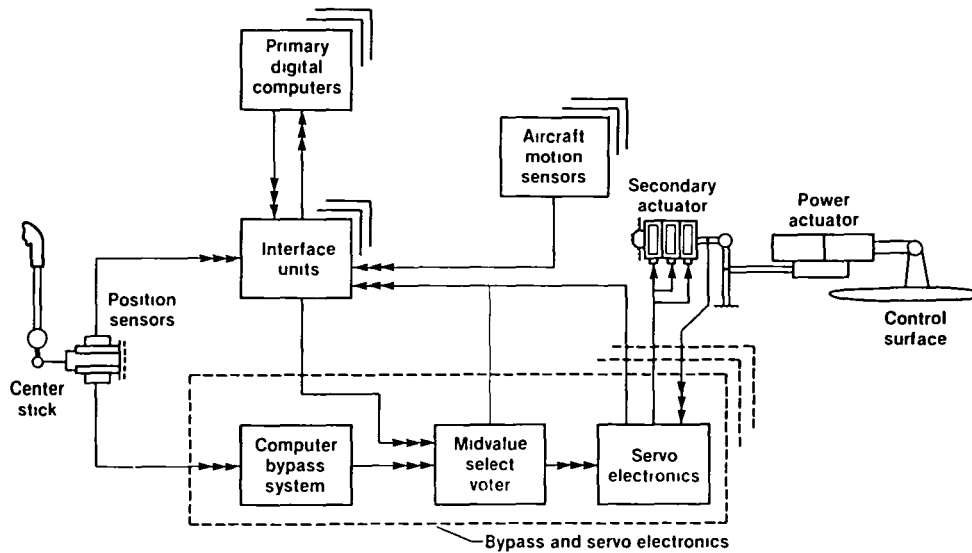 Primary
digital
computers
Aircraft
motion
sensors
Secondary
actuator
Power
actuator
Interface
units
Position
sensors
Control
surface
Center
stick
Computer
bypass
system
Midvalue
select
voter
Servo
electronics
Bypass and servo electronics